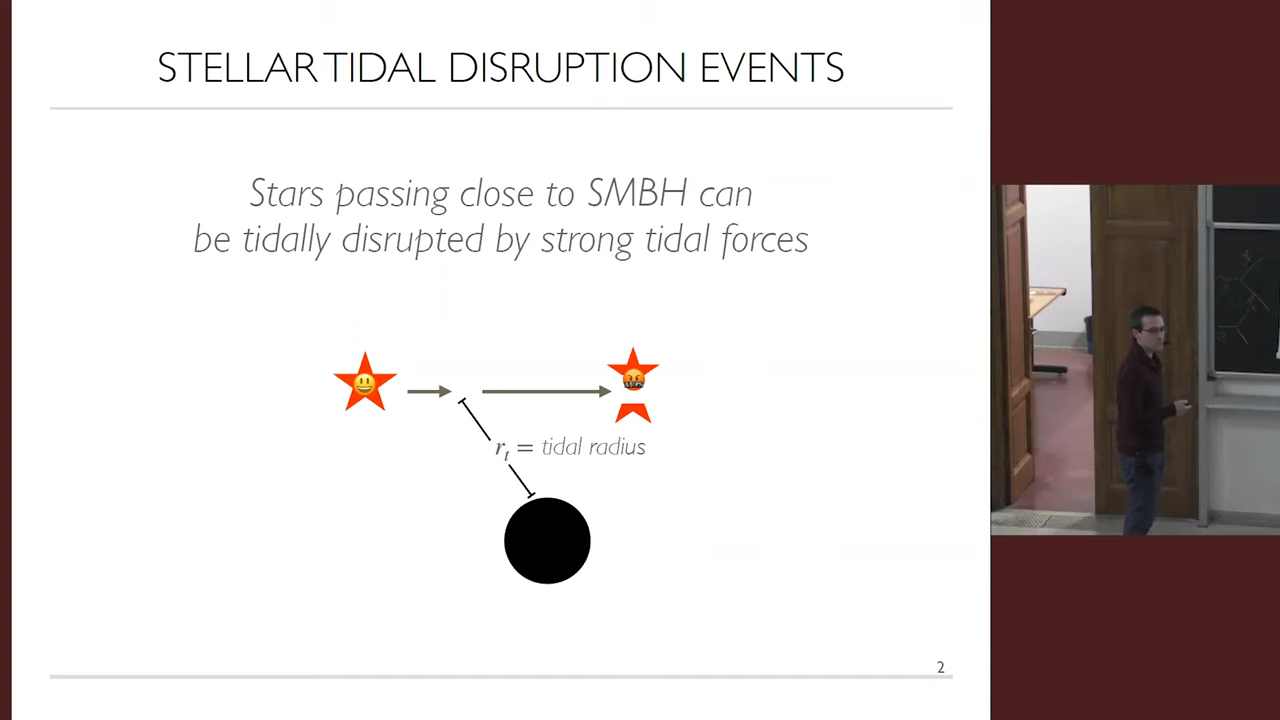 STELLAR TIDAL DISRUPTION EVENTS
Stars passing close to SMBH can
be tidally disrupted by strong tidal forces
r_t = tidal radius
2